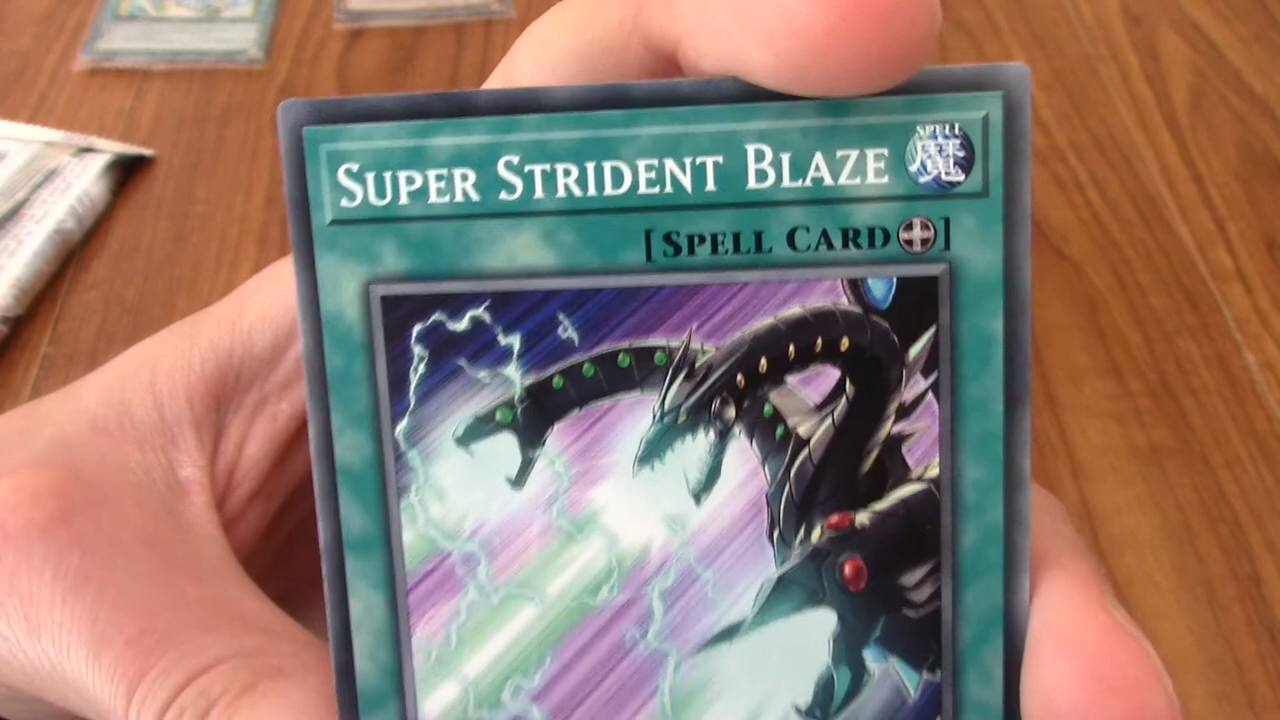 SUPER STRIDENT BLAZE
SPELL
魔
[SPELL CARD]